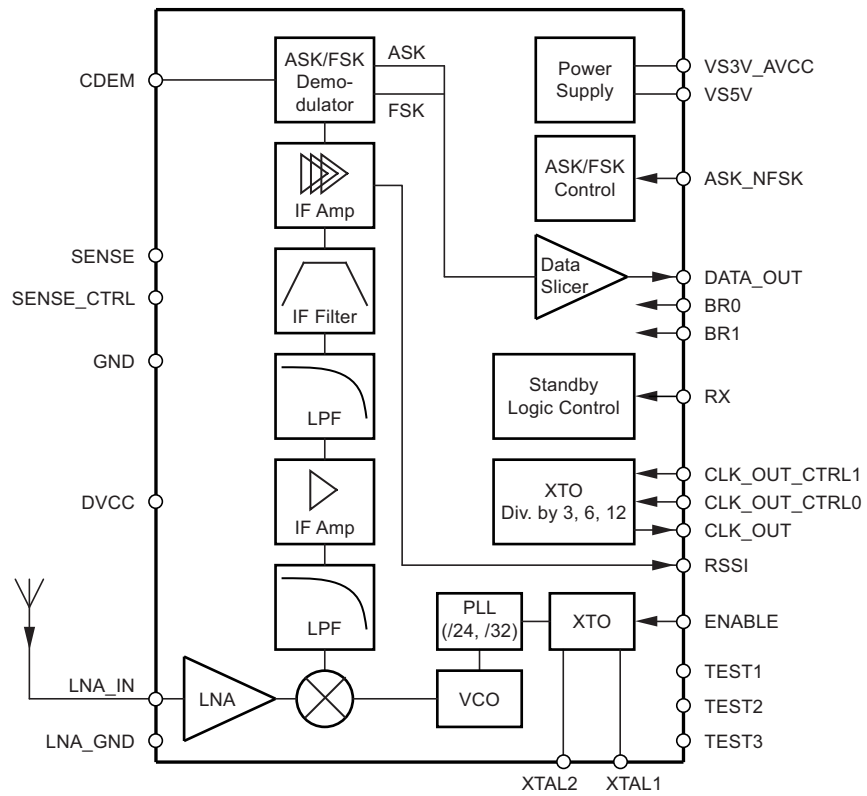 CDEM
SENSE
SENSE_CTRL
GND
DVCC
LNA_IN
LNA_GND
ASK/FSK
Demo-
dulator
ASK
FSK
IF Amp
IF Filter
LPF
IF Amp
LPF
LNA
PLL
(/24, /32)
VCO
XTO
Power
Supply
ASK/FSK
Control
Data
Slicer
Standby
Logic Control
XTO
Div. by 3, 6, 12
VS3V_AVCC
VS5V
ASK_NFSK
DATA_OUT
BR0
BR1
RX
CLK_OUT_CTRL1
CLK_OUT_CTRL0
CLK_OUT
RSSI
ENABLE
TEST1
TEST2
TEST3
XTAL2
XTAL1